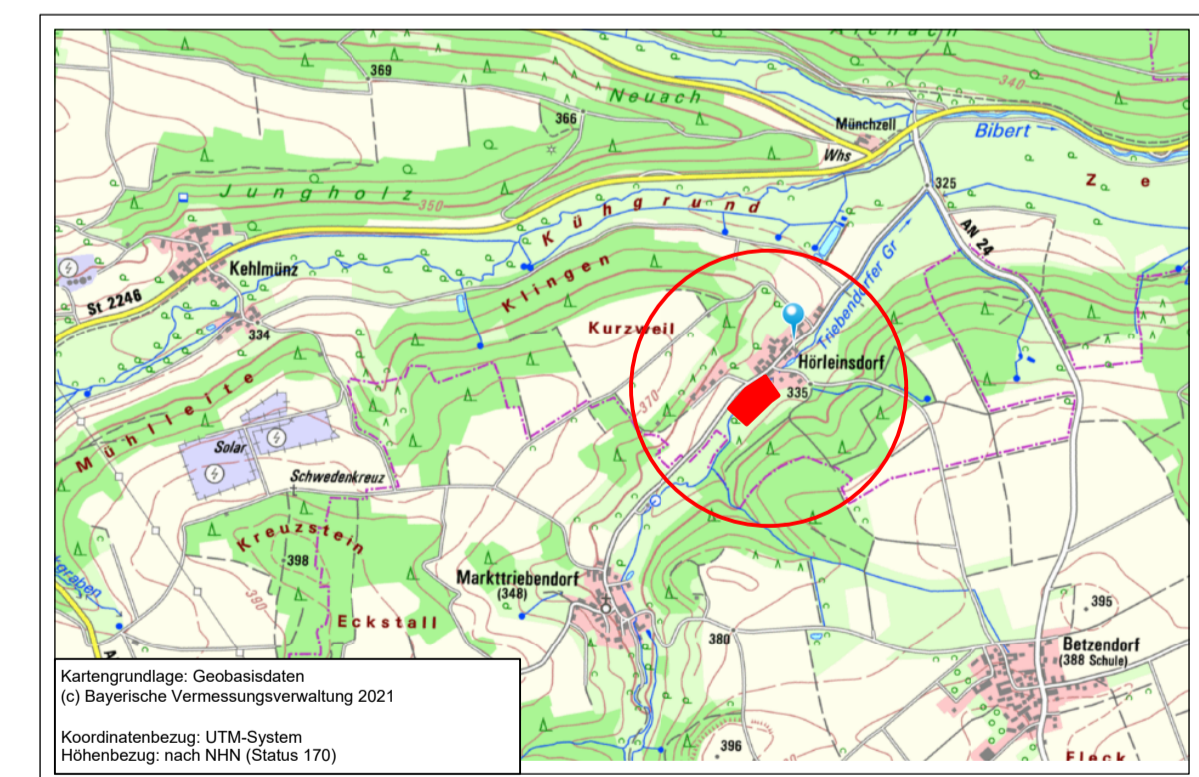 369
Neuach
340
366
Münchzell
Bibert
Whs
Z e
Jungholz
350
325
Kühgrund
AN 24
Kehlmünz
Klingen
Triebendorfer Gr
St 2246
Kurzweil
334
Hörleinsdorf
335
370
Mühlleite
Solar
Schwedenkreuz
Kreuzstein
398
Markttriebendorf
(348)
390
395
Eckstall
380
Betzendorf
(388 Schule)
396
Fleck
Kartengrundlage: Geobasisdaten
(c) Bayerische Vermessungsverwaltung 2021
Koordinatenbezug: UTM-System
Höhenbezug: nach NHN (Status 170)